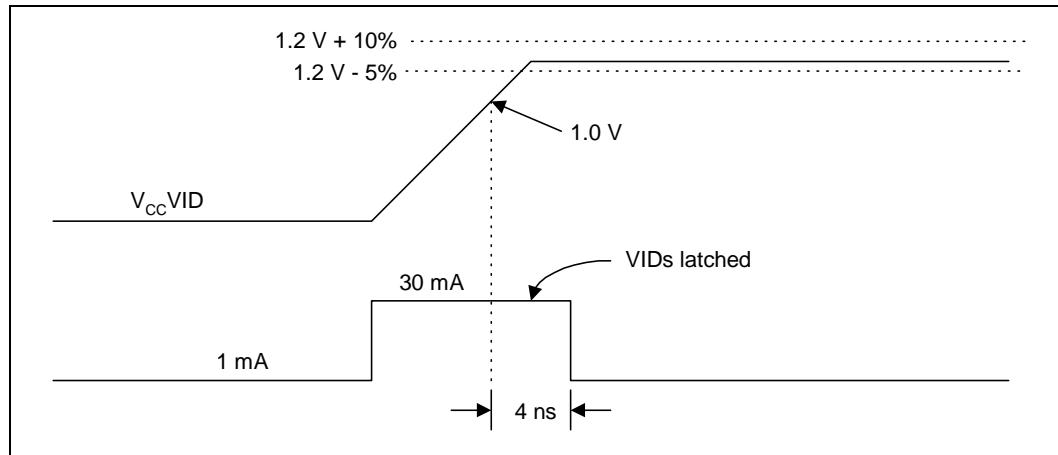 1.2 V + 10%
1.2 V - 5%
1.0 V
VCCVID
VIDs latched
30 mA
1 mA
4 ns